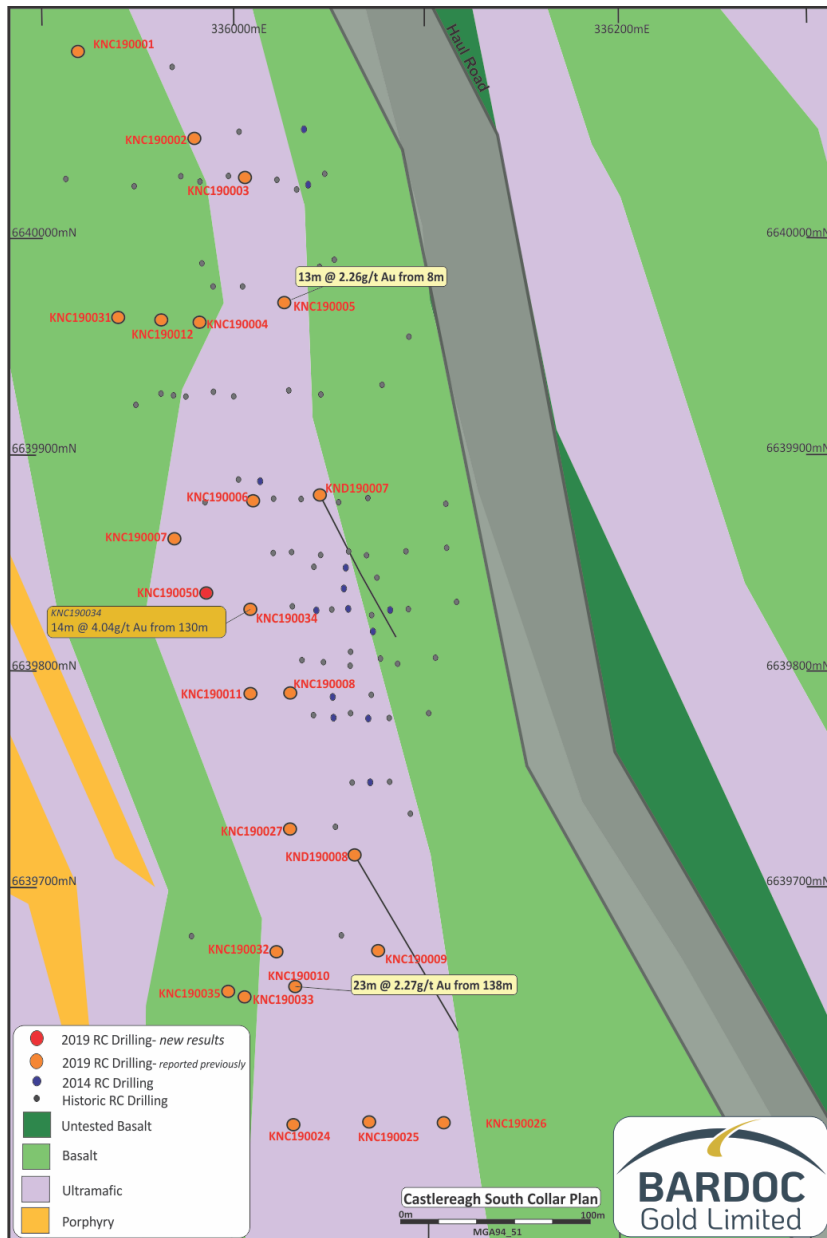 336000mE
336200mE
Haul Road
KNC190001
KNC190002
KNC190003
6640000mN
6640000mN
13m @ 2.26g/t Au from 8m
KNC190005
KNC190031
KNC190012
KNC190004
6639900mN
6639900mN
KNC190006
KND190007
KNC190007
KNC190050
KNC190034
14m @ 4.04g/t Au from 130m
KNC190034
6639800mN
6639800mN
KNC190011
KNC190008
KNC190027
KND190008
6639700mN
6639700mN
KNC190032
KNC190009
KNC190010
23m @ 2.27g/t Au from 138m
KNC190035
KNC190033
KNC190024
KNC190025
KNC190026
2019 RC Drilling- new results
2019 RC Drilling- reported previously
2014 RC Drilling
Historic RC Drilling
Untested Basalt
Basalt
Ultramafic
Porphyry
Castlereagh South Collar Plan
0m
100m
MGA94_51
BARDOC
Gold Limited